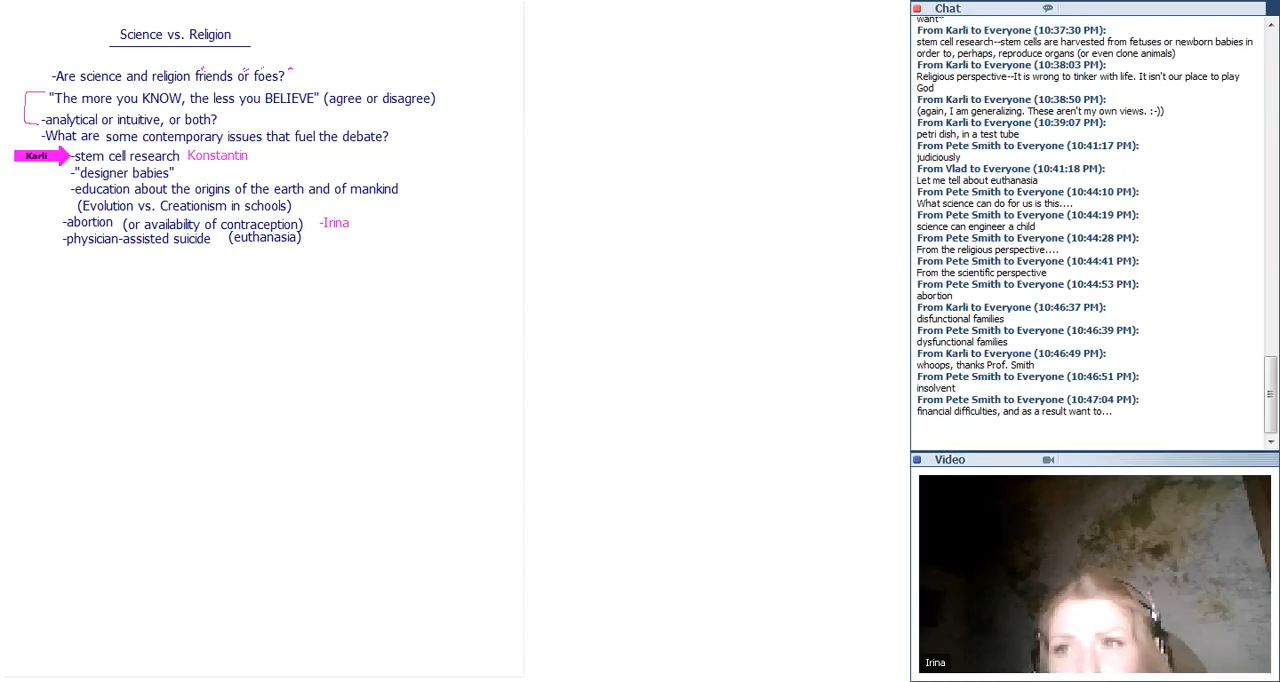 Science vs. Religion
-Are science and religion friends or foes?
"The more you KNOW, the less you BELIEVE" (agree or disagree)
-analytical or intuitive, or both?
-What are some contemporary issues that fuel the debate?
Karli -stem cell research Konstantin
-"designer babies"
-education about the origins of the earth and of mankind
(Evolution vs. Creationism in schools)
-abortion (or availability of contraception) -Irina
-physician-assisted suicide (euthanasia)
Chat
want~
From Karli to Everyone (10:37:30 PM):
stem cell research--stem cells are harvested from fetuses or newborn babies in
order to, perhaps, reproduce organs (or even clone animals)
From Karli to Everyone (10:38:03 PM):
Religious perspective--It is wrong to tinker with life. It isn't our place to play
God
From Karli to Everyone (10:38:50 PM):
(again, I am generalizing. These aren't my own views. :-))
From Karli to Everyone (10:39:07 PM):
petri dish, in a test tube
From Pete Smith to Everyone (10:41:17 PM):
judiciously
From Vlad to Everyone (10:41:18 PM):
Let me tell about euthanasia
From Pete Smith to Everyone (10:44:10 PM):
What science can do for us is this....
From Pete Smith to Everyone (10:44:19 PM):
science can engineer a child
From Pete Smith to Everyone (10:44:28 PM):
From the religious perspective....
From Pete Smith to Everyone (10:44:41 PM):
From the scientific perspective
From Pete Smith to Everyone (10:44:53 PM):
abortion
From Karli to Everyone (10:46:37 PM):
disfunctional families
From Pete Smith to Everyone (10:46:39 PM):
dysfunctional families
From Karli to Everyone (10:46:49 PM):
whoops, thanks Prof. Smith
From Pete Smith to Everyone (10:46:51 PM):
insolvent
From Pete Smith to Everyone (10:47:04 PM):
financial difficulties, and as a result want to...
Video
Irina